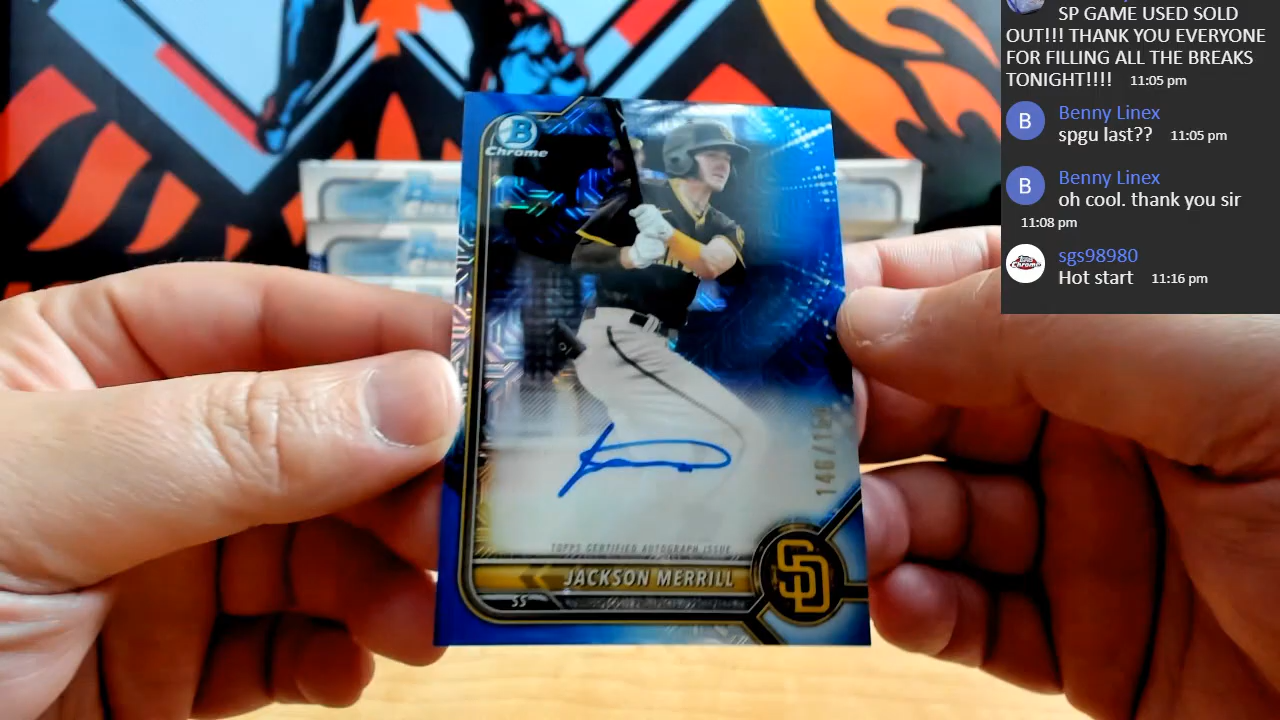 SP GAME USED SOLD
OUT!!! THANK YOU EVERYONE
FOR FILLING ALL THE BREAKS
TONIGHT!!!! 11:05 pm
B Benny Linex
spgu last?? 11:05 pm
B Benny Linex
oh cool. thank you sir
11:08 pm
sgs98980
Hot start 11:16 pm
B
Chrome
TOPPS CERTIFIED AUTOGRAPH ISSUE
JACKSON MERRILL
SS
SD